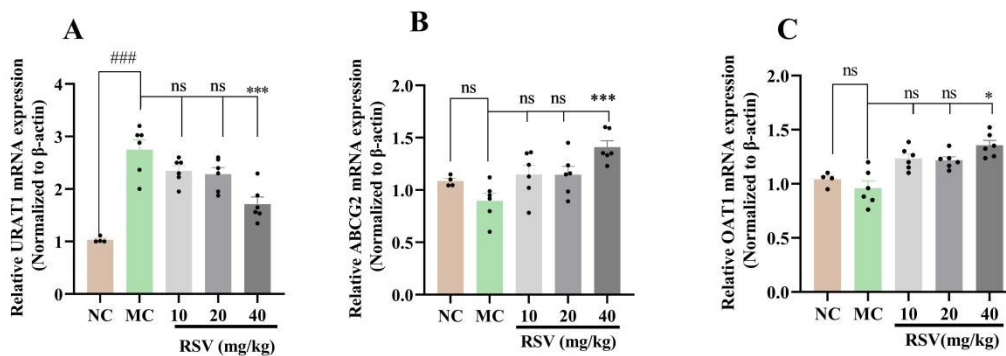 A
Relative URAT1 mRNA expression
(Normalized to β-actin)
4
3
2
1
0
###
ns
ns
***
NC
MC
10
20
40
RSV (mg/kg)
B
Relative ABCG2 mRNA expression
(Normalized to β-actin)
2.0
1.5
1.0
0.5
0.0
ns
ns
ns
***
NC
MC
10
20
40
RSV (mg/kg)
C
Relative OAT1 mRNA expression
(Normalized to β-actin)
2.0
1.5
1.0
0.5
0.0
ns
ns
ns
*
NC
MC
10
20
40
RSV(mg/kg)